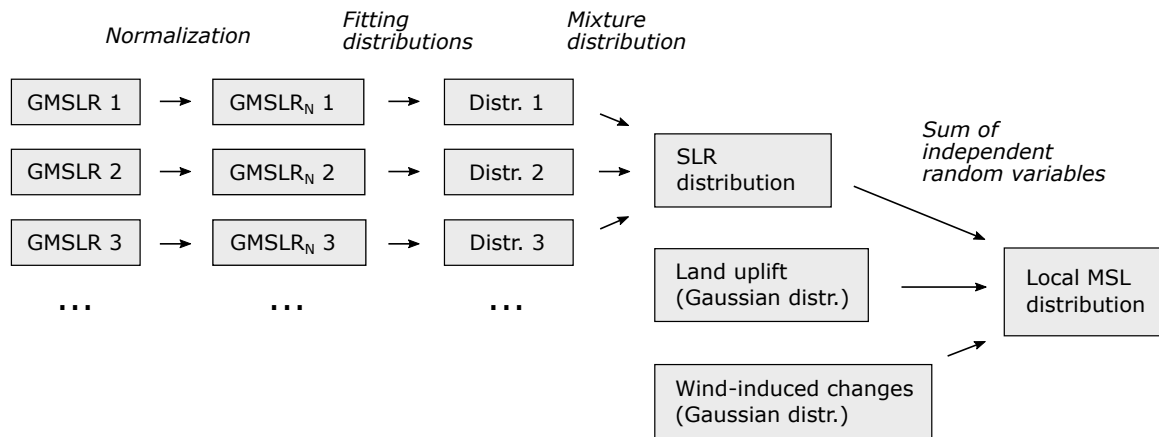 Normalization
Fitting
distributions
Mixture
distribution
GMSLR 1
GMSLR_N 1
Distr. 1
GMSLR 2
GMSLR_N 2
Distr. 2
GMSLR 3
GMSLR_N 3
Distr. 3
...
...
...
SLR
distribution
Sum of
independent
random variables
Land uplift
(Gaussian distr.)
Wind-induced changes
(Gaussian distr.)
Local MSL
distribution